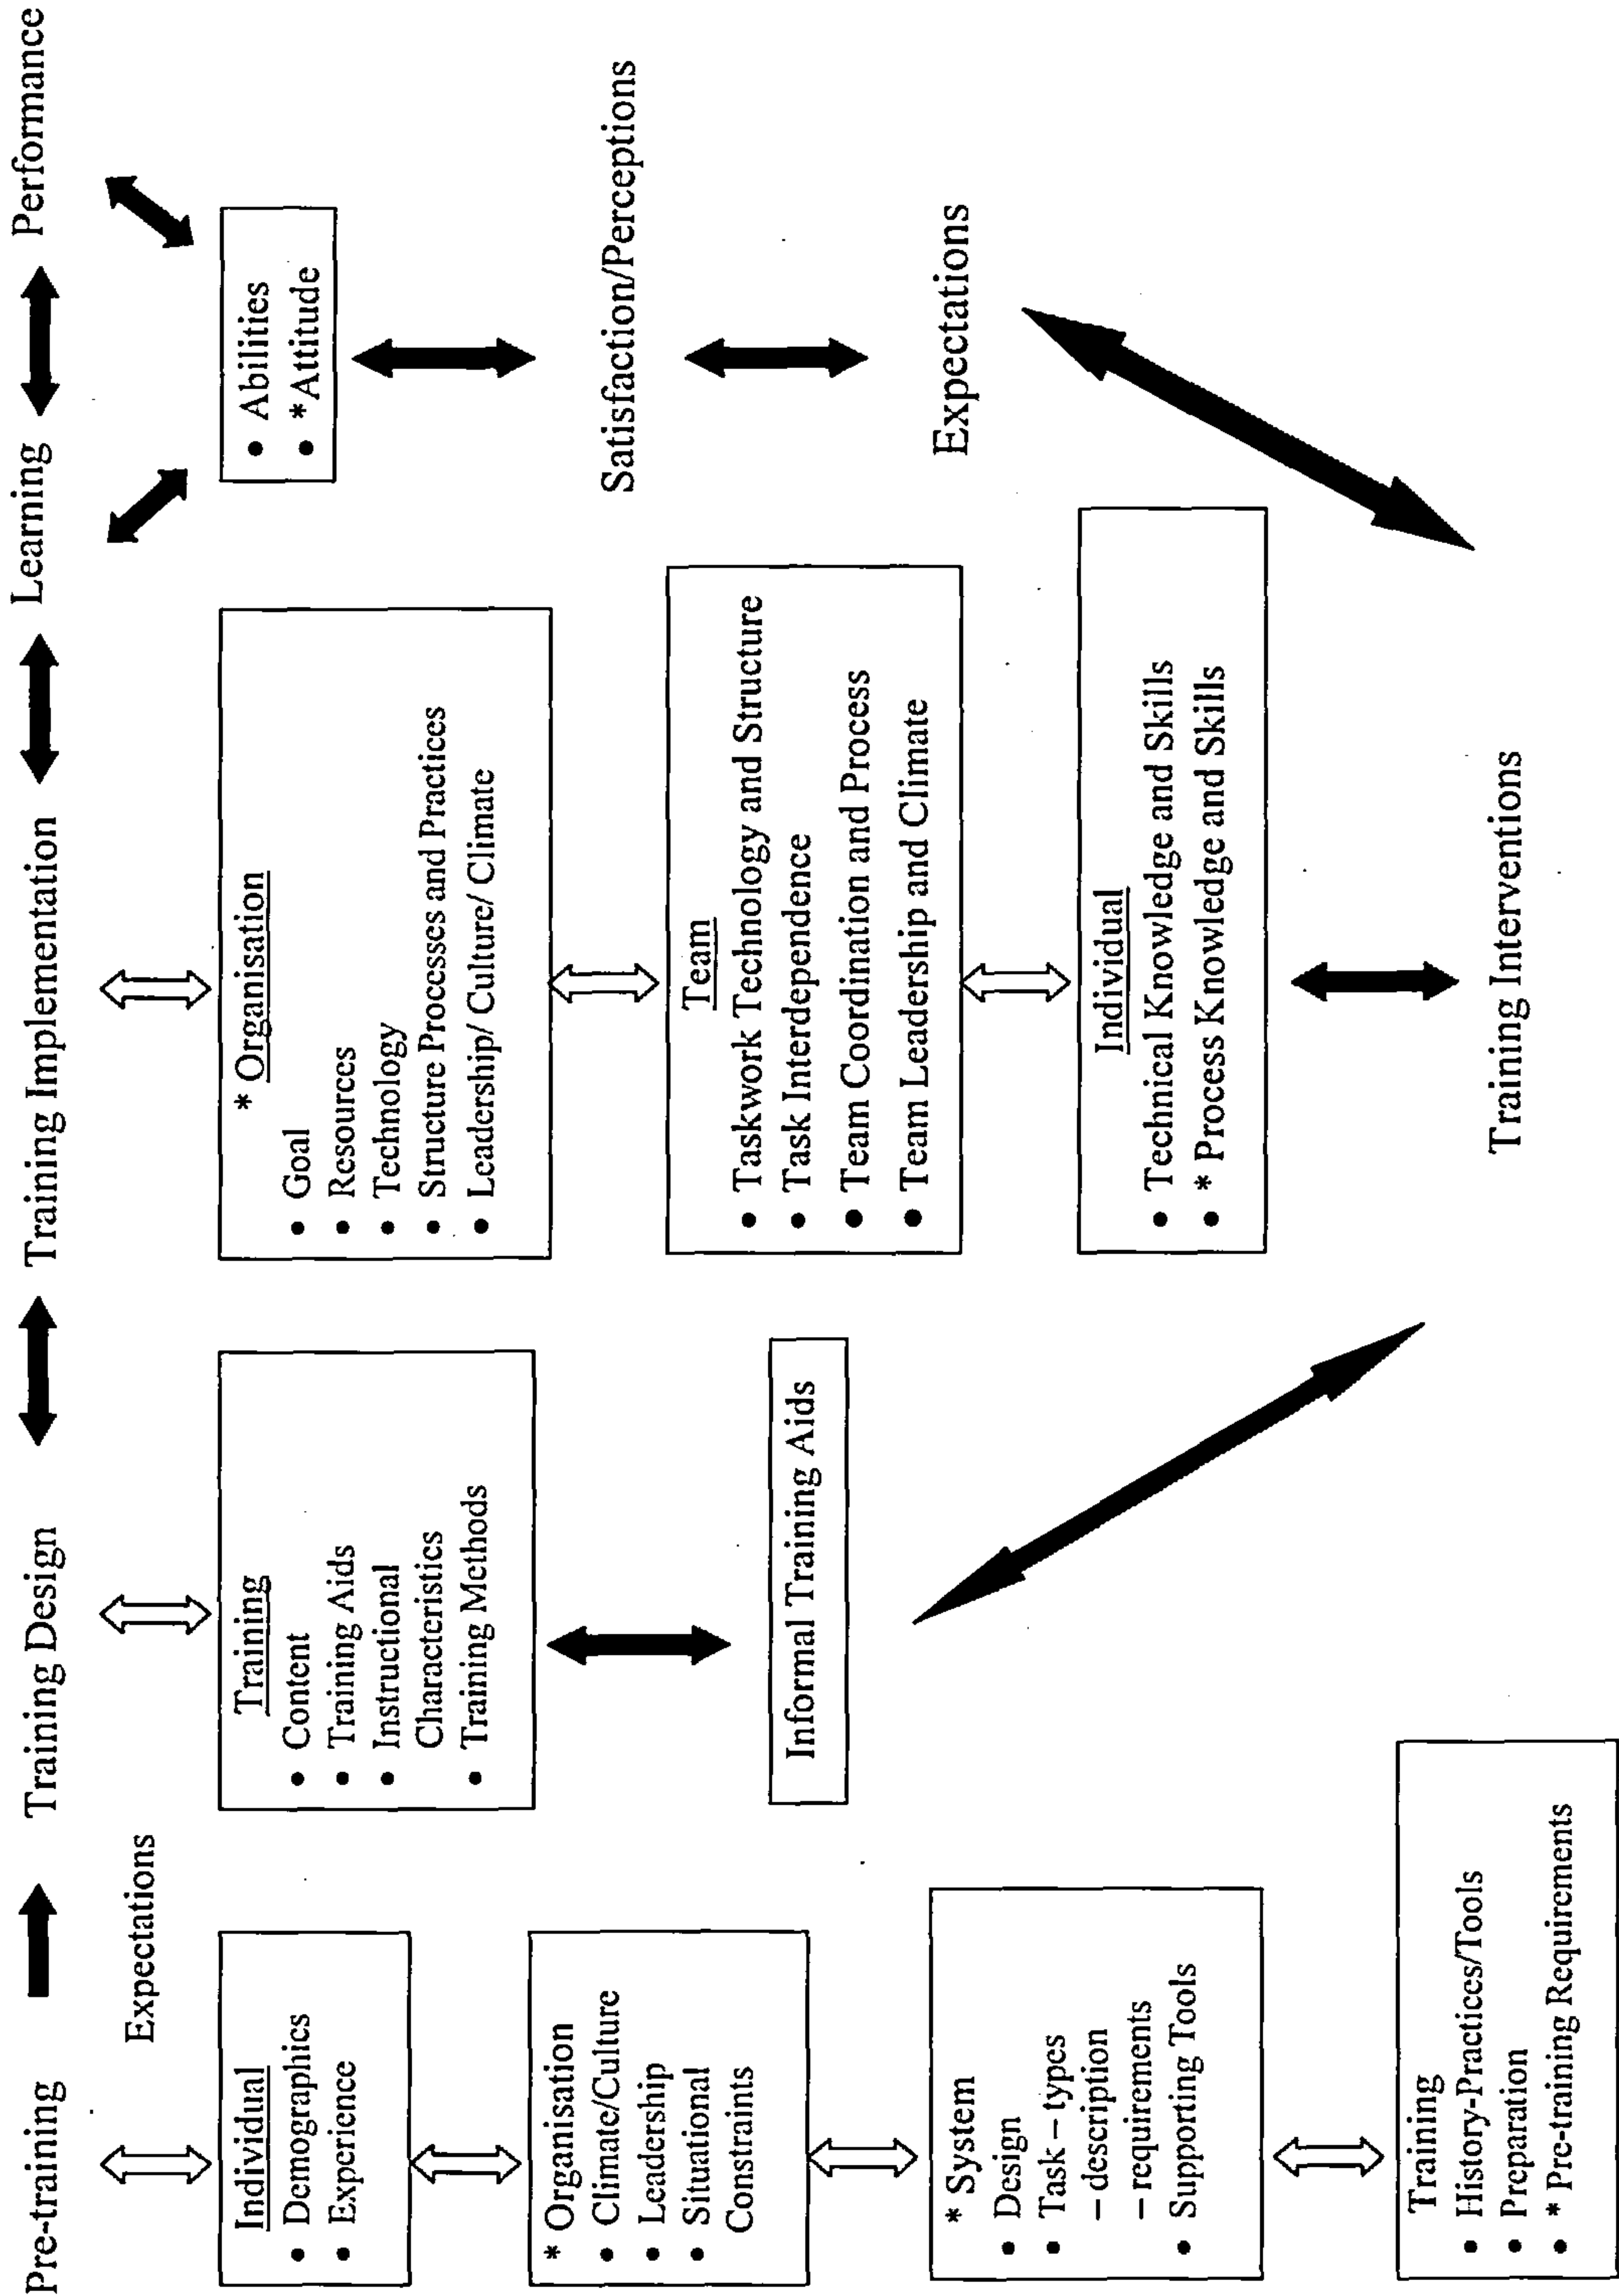 Pre-training
Training Design
Training Implementation
Learning
Performance
Expectations
Individual
• Demographics
• Experience
* Organisation
• Climate/Culture
• Leadership
• Situational
Constraints
* System
• Design
• Task – types
– description
– requirements
• Supporting Tools
Training
• History-Practices/Tools
• Preparation
• * Pre-training Requirements
Training
• Content
• Training Aids
• Instructional
Characteristics
• Training Methods
Informal Training Aids
* Organisation
• Goal
• Resources
• Technology
• Structure Processes and Practices
• Leadership/ Culture/ Climate
Team
• Taskwork Technology and Structure
• Task Interdependence
• Team Coordination and Process
• Team Leadership and Climate
Individual
• Technical Knowledge and Skills
• * Process Knowledge and Skills
Training Interventions
• Abilities
• *Attitude
Satisfaction/Perceptions
Expectations